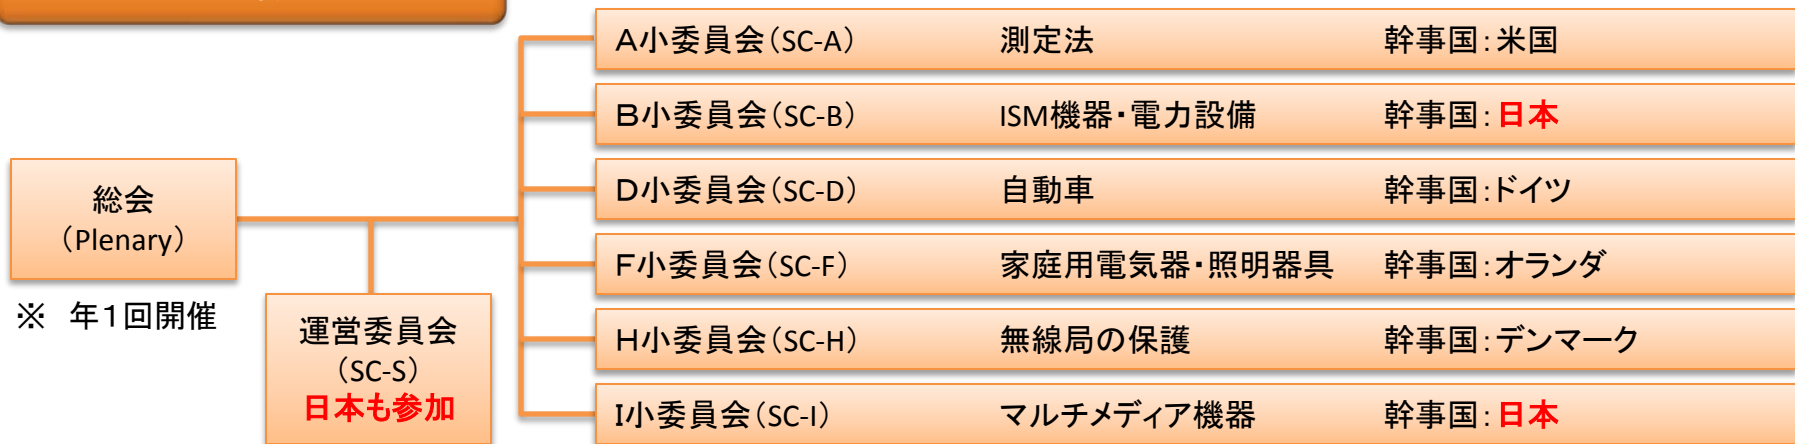 A小委員会(SC-A) 測定法 幹事国:米国
B小委員会(SC-B) ISM機器・電力設備 幹事国:日本
D小委員会(SC-D) 自動車 幹事国:ドイツ
F小委員会(SC-F) 家庭用電気器・照明器具 幹事国:オランダ
H小委員会(SC-H) 無線局の保護 幹事国:デンマーク
I小委員会(SC-I) マルチメディア機器 幹事国:日本
総会
(Plenary)
※ 年1回開催
運営委員会
(SC-S)
日本も参加